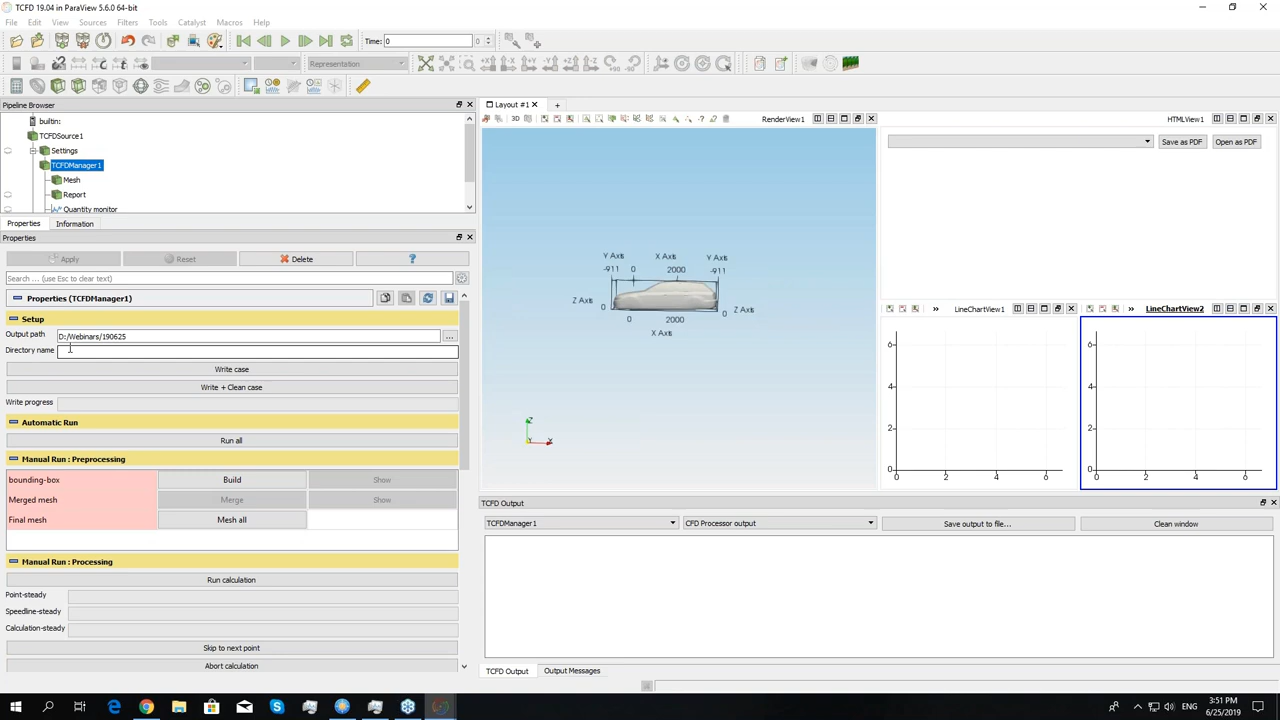 TCFD 19.04 in ParaView 5.6.0 64-bit
File Edit View Sources Filters Tools Catalyst Macros Help
Time: 0 0
Representation
Pipeline Browser
builtin:
TCFDSource1
Settings
TCFDManager1
Mesh
Report
Quantity monitor
Properties Information
Properties
Apply Reset Delete ?
Search ... (use Esc to clear text)
Properties (TCFDManager1)
Setup
Output path D:/Webinars/190625 ...
Directory name
Write case
Write + Clean case
Write progress
Automatic Run
Run all
Manual Run : Preprocessing
bounding-box Build Show
Merged mesh Merge Show
Final mesh Mesh all
Manual Run : Processing
Run calculation
Point-steady
Speedline-steady
Calculation-steady
Skip to next point
Abort calculation
Layout #1 +
3D RenderView1
Y Axis X Axis Y Axis
-911 0 2000 -911
Z Axis 0 0 Z Axis
0 2000
X Axis
Z
Y X
HTMLView1
Save as PDF Open as PDF
» LineChartView1
6
4
2
0
0 2 4 6
» LineChartView2
6
4
2
0
0 2 4 6
TCFD Output
TCFDManager1 CFD Processor output Save output to file... Clean window
TCFD Output Output Messages
3:51 PM
6/25/2019